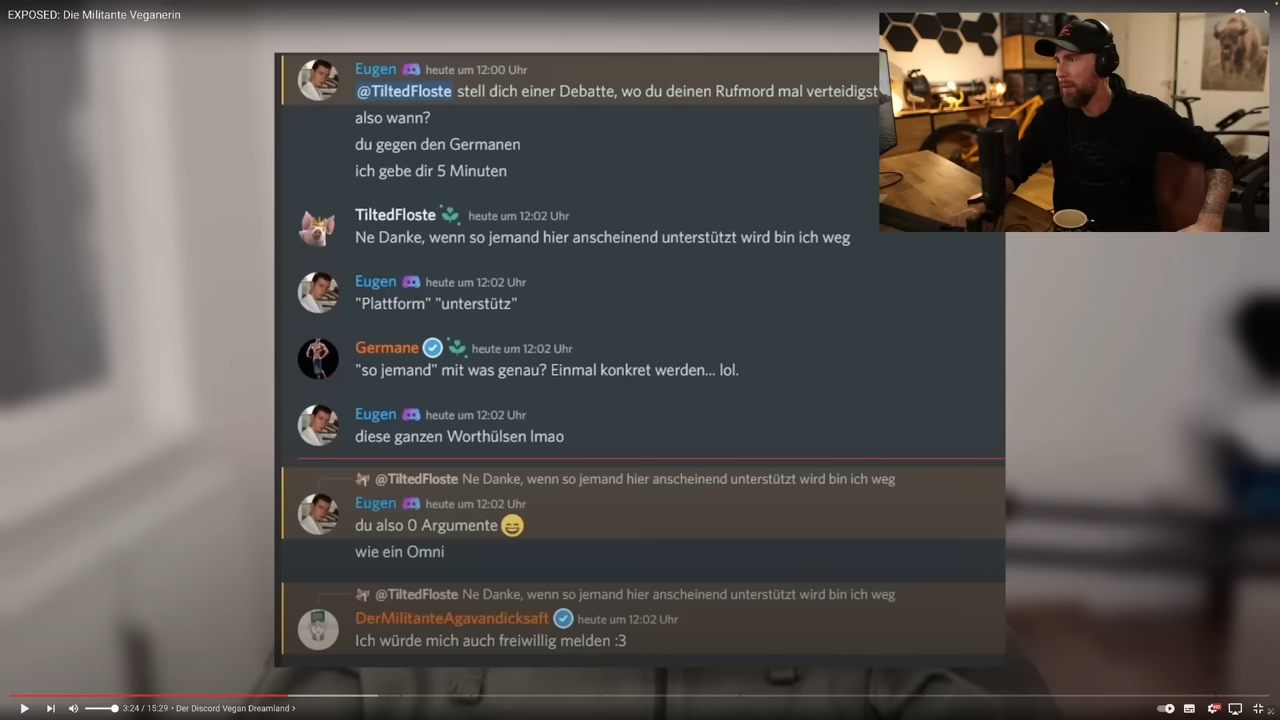 EXPOSED: Die Militante Veganerin
Eugen heute um 12:00 Uhr
@TiltedFloste stell dich einer Debatte, wo du deinen Rufmord mal verteidigst
also wann?
du gegen den Germanen
ich gebe dir 5 Minuten
TiltedFloste heute um 12:02 Uhr
Ne Danke, wenn so jemand hier anscheinend unterstützt wird bin ich weg
Eugen heute um 12:02 Uhr
"Plattform" "unterstütz"
Germane heute um 12:02 Uhr
"so jemand" mit was genau? Einmal konkret werden... lol.
Eugen heute um 12:02 Uhr
diese ganzen Worthülsen lmao
@TiltedFloste Ne Danke, wenn so jemand hier anscheinend unterstützt wird bin ich weg
Eugen heute um 12:02 Uhr
du also 0 Argumente
wie ein Omni
@TiltedFloste Ne Danke, wenn so jemand hier anscheinend unterstützt wird bin ich weg
DerMilitanteAgavandicksaft heute um 12:02 Uhr
Ich würde mich auch freiwillig melden :3
3:24 / 15:29 • Der Discord Vegan Dreamland >